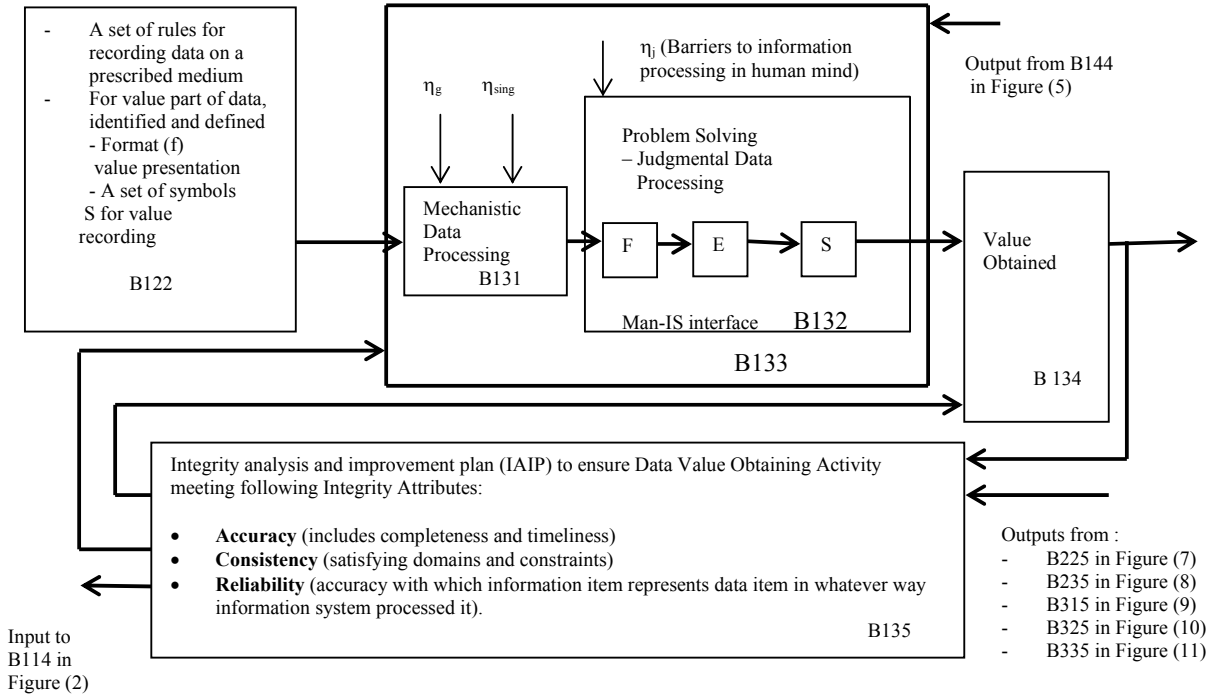 - A set of rules for
recording data on a
prescribed medium
- For value part of data,
identified and defined
- Format (f)
value presentation
- A set of symbols
S for value
recording
B122
ηg
ηsing
ηj (Barriers to information
processing in human mind)
Mechanistic
Data
Processing
B131
Problem Solving
– Judgmental Data
Processing
F
E
S
Man-IS interface
B132
B133
Output from B144
in Figure (5)
Value
Obtained
B 134
Integrity analysis and improvement plan (IAIP) to ensure Data Value Obtaining Activity
meeting following Integrity Attributes:
• Accuracy (includes completeness and timeliness)
• Consistency (satisfying domains and constraints)
• Reliability (accuracy with which information item represents data item in whatever way
information system processed it).
B135
Input to
B114 in
Figure (2)
Outputs from :
- B225 in Figure (7)
- B235 in Figure (8)
- B315 in Figure (9)
- B325 in Figure (10)
- B335 in Figure (11)